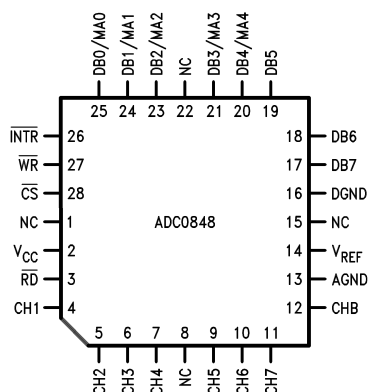 DB0/MA0
DB1/MA1
DB2/MA2
NC
DB3/MA3
DB4/MA4
DB5
25 24 23 22 21 20 19
INTR 26
WR 27
CS 28
NC 1
VCC 2
RD 3
CH1 4
ADC0848
18 DB6
17 DB7
16 DGND
15 NC
14 VREF
13 AGND
12 CHB
5 6 7 8 9 10 11
CH2
CH3
CH4
NC
CH5
CH6
CH7